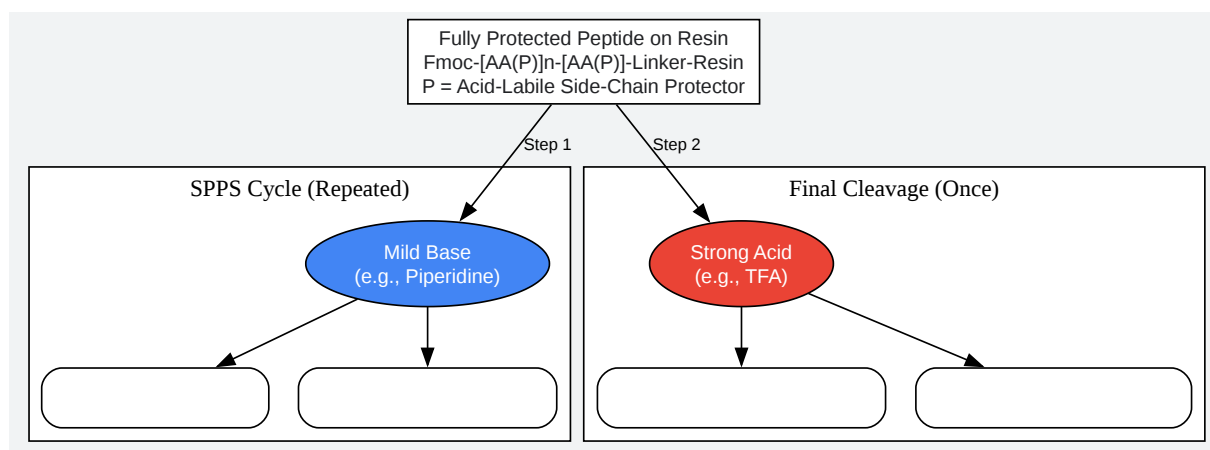 Fully Protected Peptide on Resin
Fmoc-[AA(P)]n-[AA(P)]-Linker-Resin
P = Acid-Labile Side-Chain Protector
Step 1
Step 2
SPPS Cycle (Repeated)
Final Cleavage (Once)
Mild Base
(e.g., Piperidine)
Strong Acid
(e.g., TFA)